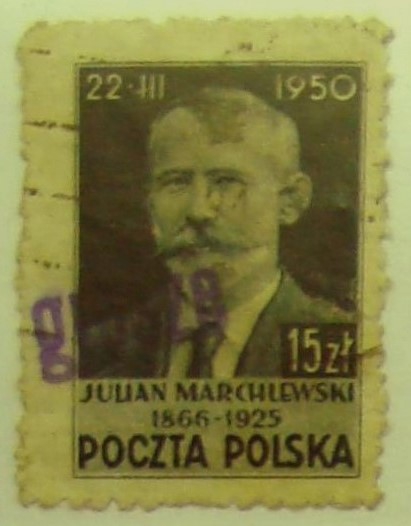 22·III 1950
15zł
JULIAN MARCHLEWSKI
1866-1925
POCZTA POLSKA